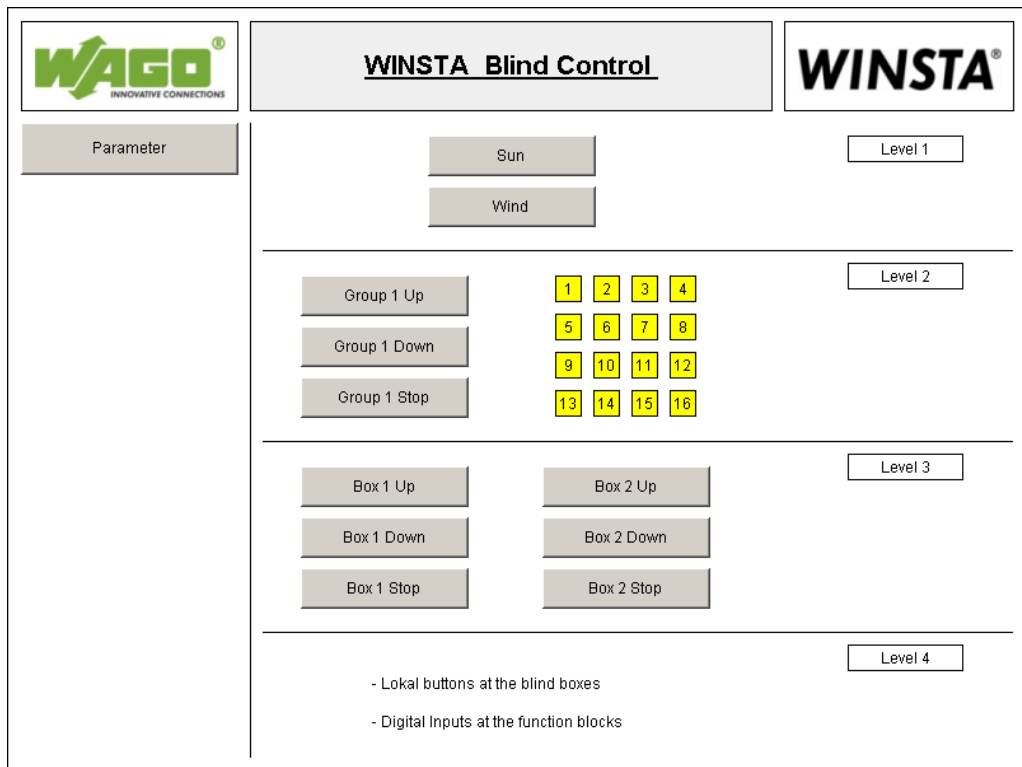 WAGO®
INNOVATIVE CONNECTIONS
WINSTA Blind Control
WINSTA®
Parameter
Sun
Level 1
Wind
Level 2
Group 1 Up
1 2 3 4
Group 1 Down
5 6 7 8
9 10 11 12
Group 1 Stop
13 14 15 16
Level 3
Box 1 Up
Box 2 Up
Box 1 Down
Box 2 Down
Box 1 Stop
Box 2 Stop
Level 4
- Lokal buttons at the blind boxes
- Digital Inputs at the function blocks